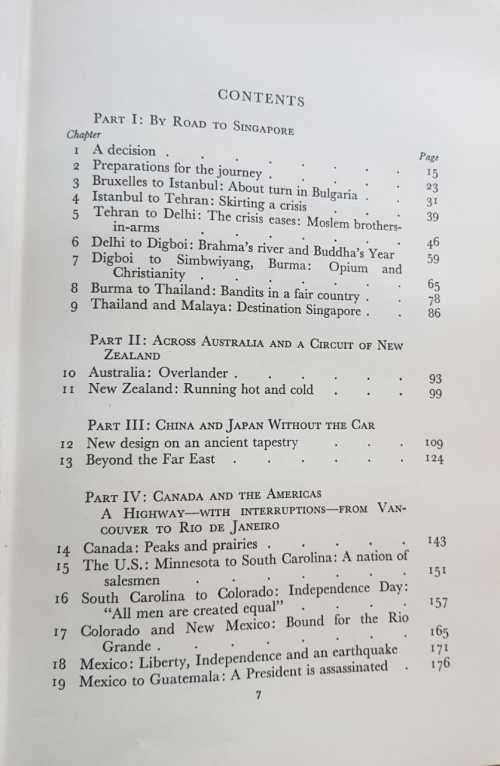 CONTENTS
PART I: BY ROAD TO SINGAPORE
Chapter Page
1 A decision . . . . . . . 15
2 Preparations for the journey . . . . . 23
3 Bruxelles to Istanbul: About turn in Bulgaria . . 31
4 Istanbul to Tehran: Skirting a crisis . . . 39
5 Tehran to Delhi: The crisis eases: Moslem brothers-
in-arms . . . . . . . 46
6 Delhi to Digboi: Brahma's river and Buddha's Year 59
7 Digboi to Simbwiyang, Burma: Opium and
Christianity . . . . . . 65
8 Burma to Thailand: Bandits in a fair country . . 78
9 Thailand and Malaya: Destination Singapore . . 86
PART II: ACROSS AUSTRALIA AND A CIRCUIT OF NEW
ZEALAND
10 Australia: Overlander . . . . . . 93
11 New Zealand: Running hot and cold . . . 99
PART III: CHINA AND JAPAN WITHOUT THE CAR
12 New design on an ancient tapestry . . . 109
13 Beyond the Far East . . . . . 124
PART IV: CANADA AND THE AMERICAS
A HIGHWAY—WITH INTERRUPTIONS—FROM VAN-
COUVER TO RIO DE JANEIRO
14 Canada: Peaks and prairies . . . . . 143
15 The U.S.: Minnesota to South Carolina: A nation of
salesmen . . . . . . . 151
16 South Carolina to Colorado: Independence Day:
"All men are created equal" . . . . 157
17 Colorado and New Mexico: Bound for the Rio
Grande . . . . . . . 165
18 Mexico: Liberty, Independence and an earthquake 171
19 Mexico to Guatemala: A President is assassinated . 176
7